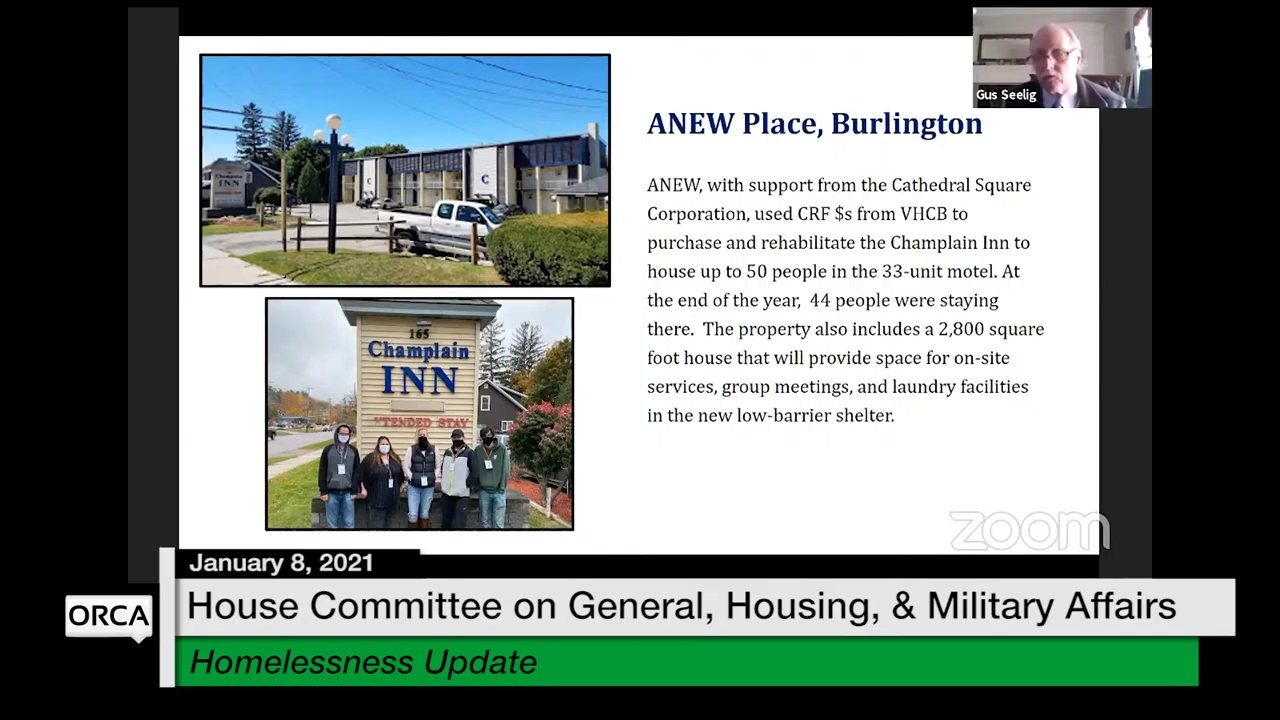 Gus Seelig
ANEW Place, Burlington
ANEW, with support from the Cathedral Square
Corporation, used CRF $s from VHCB to
purchase and rehabilitate the Champlain Inn to
house up to 50 people in the 33-unit motel. At
the end of the year, 44 people were staying
there. The property also includes a 2,800 square
foot house that will provide space for on-site
services, group meetings, and laundry facilities
in the new low-barrier shelter.
Champlain
INN
C
C
165
Champlain
INN
TENDED STAY
zoom
January 8, 2021
ORCA
House Committee on General, Housing, & Military Affairs
Homelessness Update